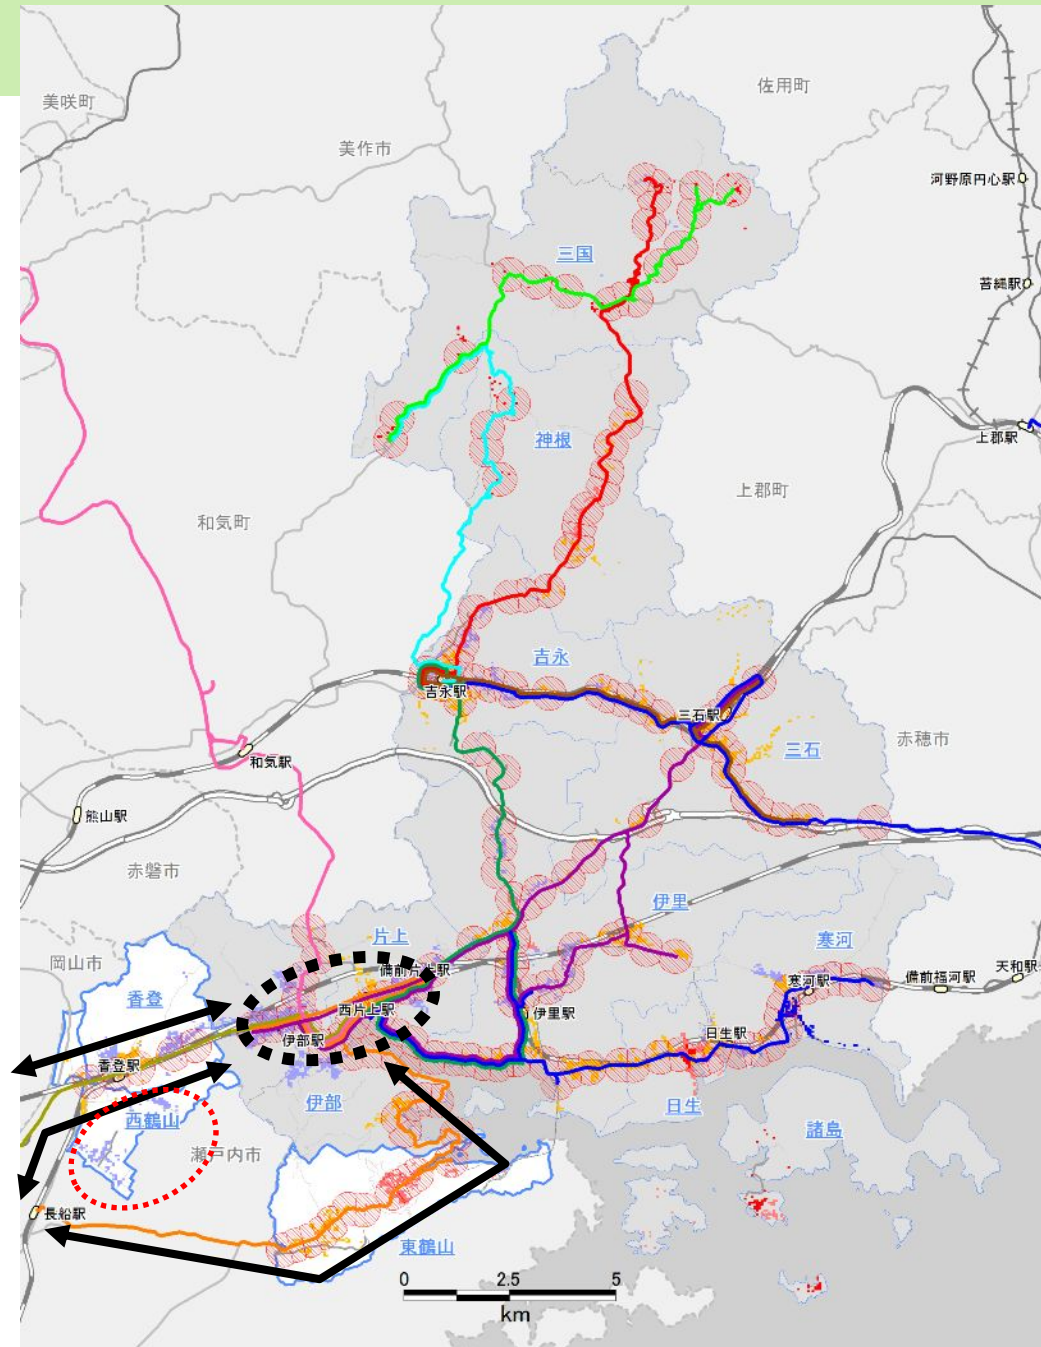 佐用町
美咲町
美作市
河野原円心駅
三国
苔縄駅
神根
上郡駅
上郡町
和気町
吉永
吉永駅
三石駅
赤穂市
三石
和気駅
熊山駅
赤磐市
伊里
片上
寒河
岡山市
備前片上駅
天和駅
香登
寒河駅
備前福河駅
西片上駅
伊里駅
伊部駅
日生駅
香登駅
伊部
日生
西鶴山
諸島
瀬戸内市
長船駅
東鶴山
0 2.5 5
km